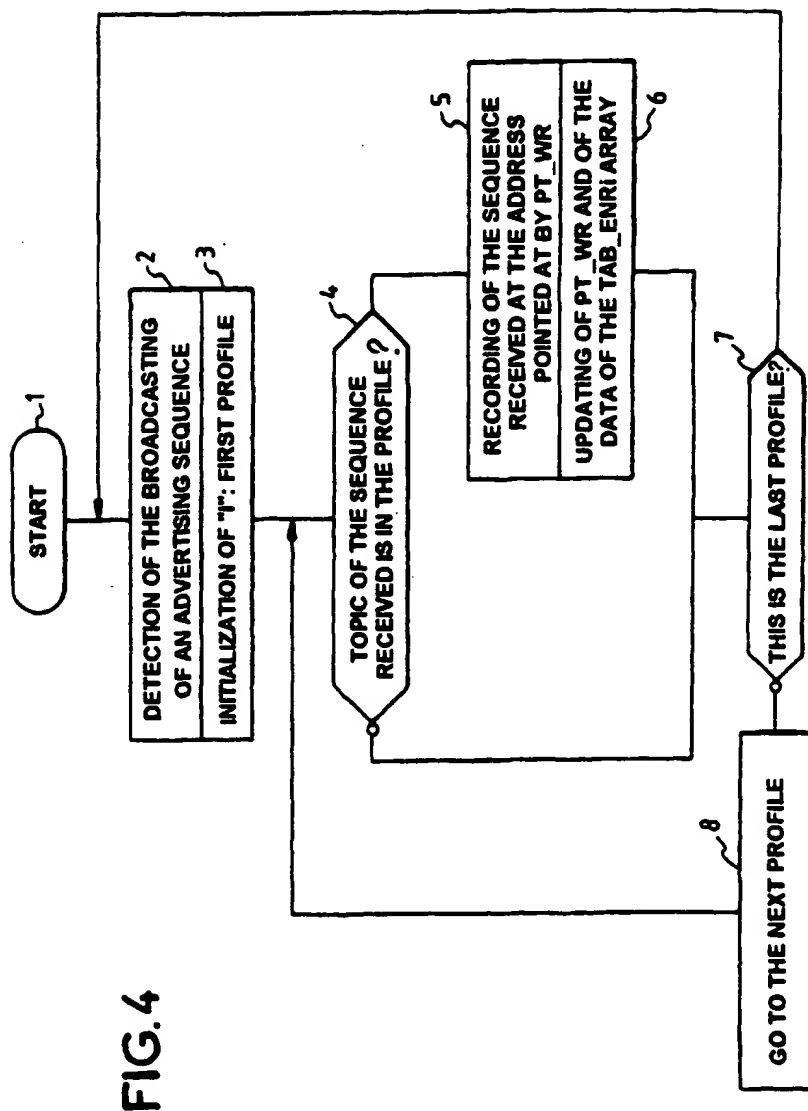 START
1
DETECTION OF THE BROADCASTING
OF AN ADVERTISING SEQUENCE
2
INITIALIZATION OF "I": FIRST PROFILE
3
TOPIC OF THE SEQUENCE
RECEIVED IS IN THE PROFILE?
4
RECORDING OF THE SEQUENCE
RECEIVED AT THE ADDRESS
POINTED AT BY PT_WR
5
UPDATING OF PT_WR AND OF THE
DATA OF THE TAB_ENRi ARRAY
6
THIS IS THE LAST PROFILE?
7
GO TO THE NEXT PROFILE
8
FIG.4